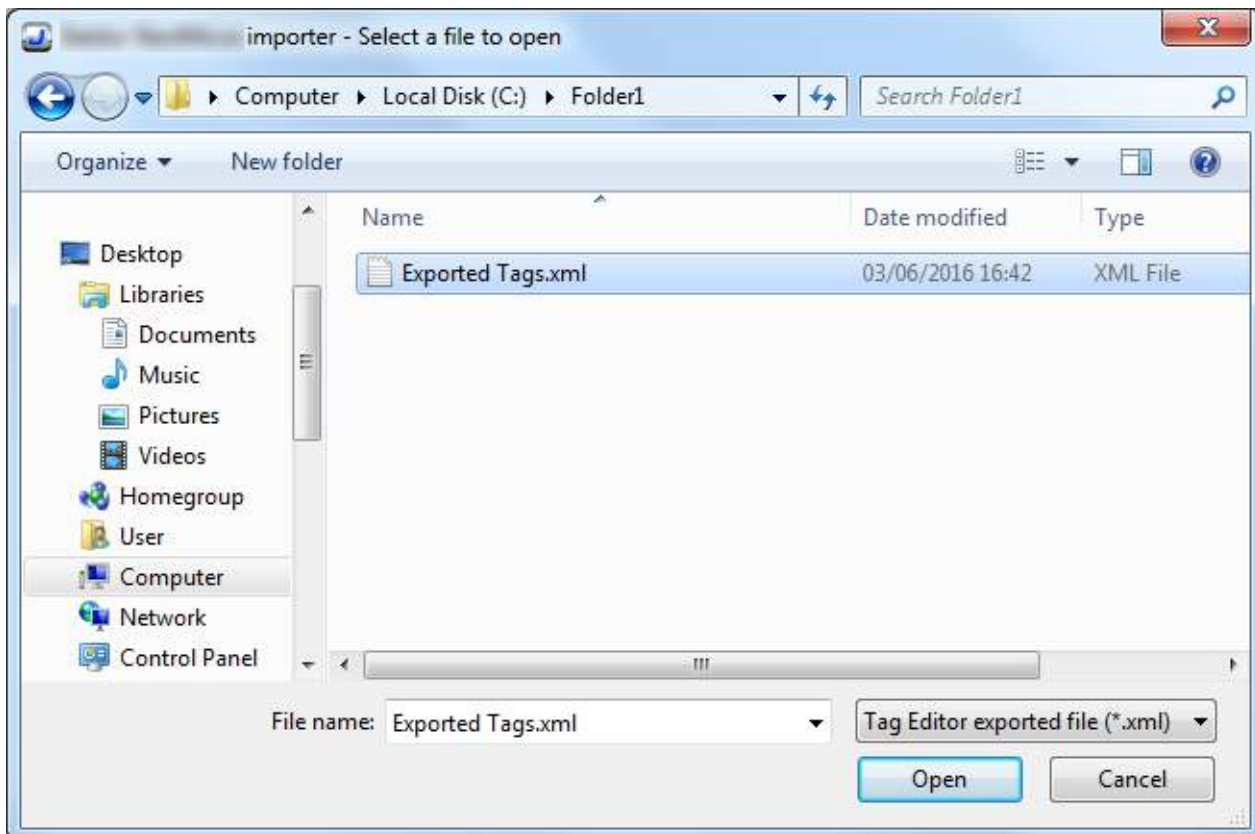 importer - Select a file to open
Computer Local Disk (C:) Folder1 Search Folder1
Organize New folder
Name Date modified Type
Desktop
Exported Tags.xml 03/06/2016 16:42 XML File
Libraries
Documents
Music
Pictures
Videos
Homegroup
User
Computer
Network
Control Panel
File name: Exported Tags.xml Tag Editor exported file (*.xml)
Open Cancel